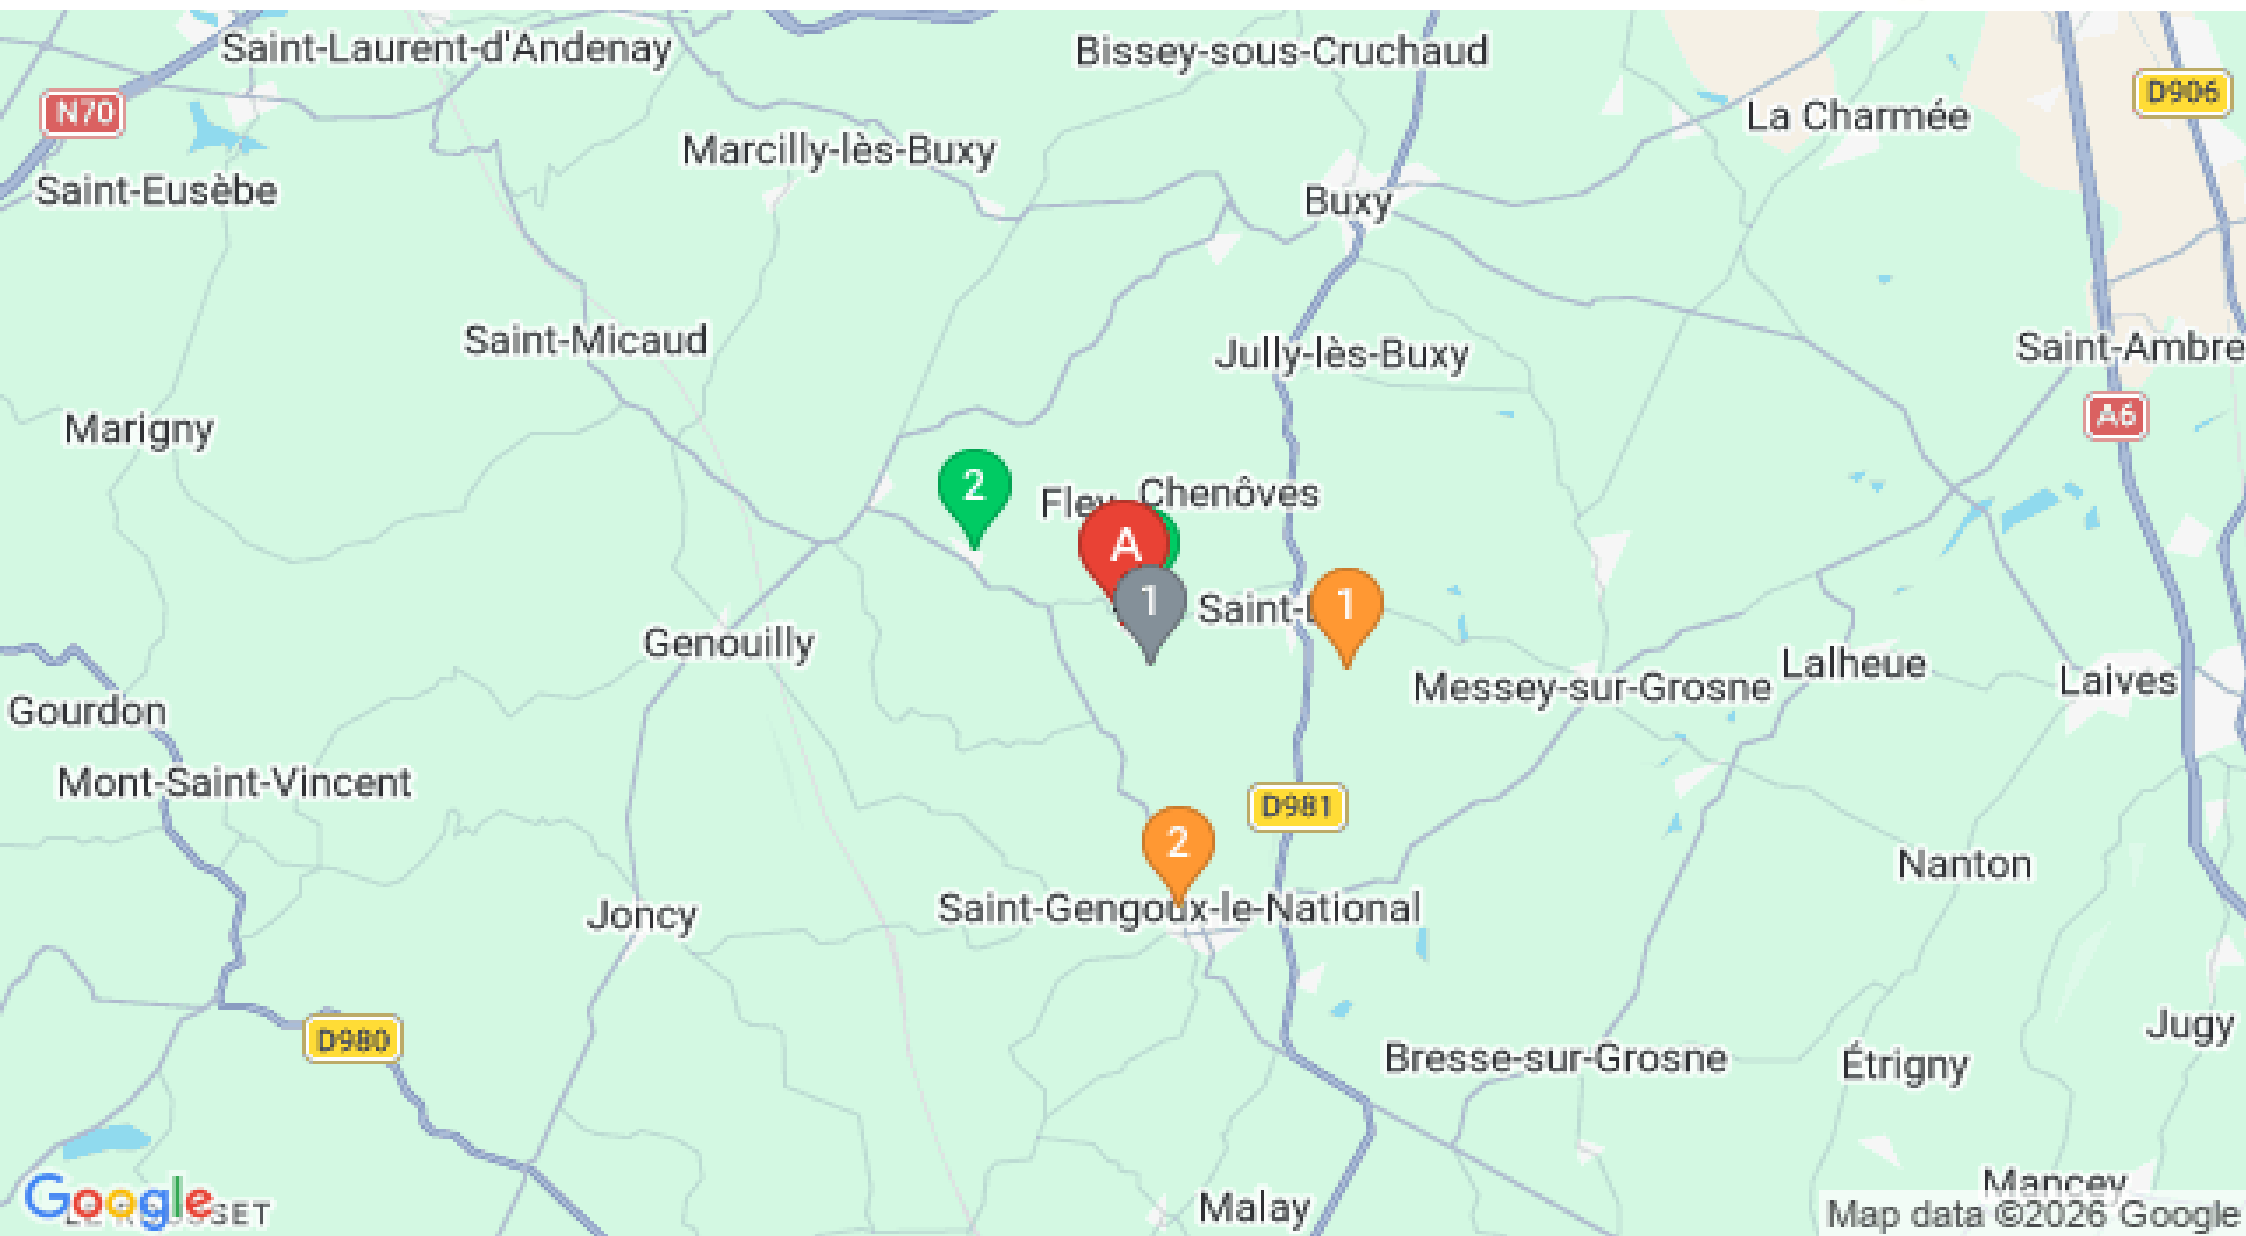 Saint-Laurent-d'Andenay
Bissey-sous-Cruchaud
D906
N70
La Charmée
Marcilly-lès-Buxy
Saint-Eusèbe
Buxy
Saint-Micaud
Jully-lès-Buxy
Saint-Ambre
A6
Marigny
2
Chenôves
A
1
Saint-
1
Genouilly
Lalheue
Laives
Messey-sur-Grosne
Gourdon
Mont-Saint-Vincent
D981
2
Nanton
Saint-Gengoux-le-National
Joncy
Jugy
D980
Bresse-sur-Grosne
Étrigny
Mancey
Malay
Google
Map data ©2026 Google